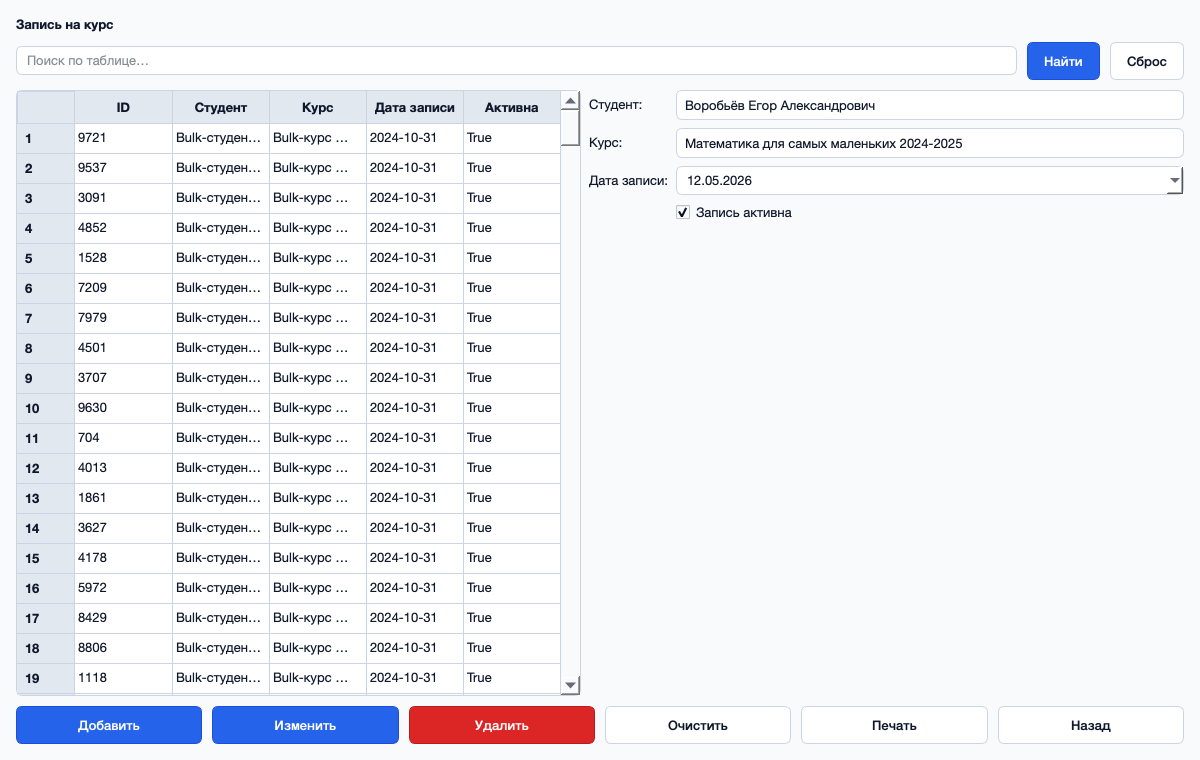 Запись на курс
Поиск по таблице...
Найти
Сброс
ID Студент Курс Дата записи Активна
1 9721 Bulk-студен... Bulk-курс ... 2024-10-31 True
2 9537 Bulk-студен... Bulk-курс ... 2024-10-31 True
3 3091 Bulk-студен... Bulk-курс ... 2024-10-31 True
4 4852 Bulk-студен... Bulk-курс ... 2024-10-31 True
5 1528 Bulk-студен... Bulk-курс ... 2024-10-31 True
6 7209 Bulk-студен... Bulk-курс ... 2024-10-31 True
7 7979 Bulk-студен... Bulk-курс ... 2024-10-31 True
8 4501 Bulk-студен... Bulk-курс ... 2024-10-31 True
9 3707 Bulk-студен... Bulk-курс ... 2024-10-31 True
10 9630 Bulk-студен... Bulk-курс ... 2024-10-31 True
11 704 Bulk-студен... Bulk-курс ... 2024-10-31 True
12 4013 Bulk-студен... Bulk-курс ... 2024-10-31 True
13 1861 Bulk-студен... Bulk-курс ... 2024-10-31 True
14 3627 Bulk-студен... Bulk-курс ... 2024-10-31 True
15 4178 Bulk-студен... Bulk-курс ... 2024-10-31 True
16 5972 Bulk-студен... Bulk-курс ... 2024-10-31 True
17 8429 Bulk-студен... Bulk-курс ... 2024-10-31 True
18 8806 Bulk-студен... Bulk-курс ... 2024-10-31 True
19 1118 Bulk-студен... Bulk-курс ... 2024-10-31 True
Студент: Воробьёв Егор Александрович
Курс: Математика для самых маленьких 2024-2025
Дата записи: 12.05.2026
Запись активна
Добавить
Изменить
Удалить
Очистить
Печать
Назад